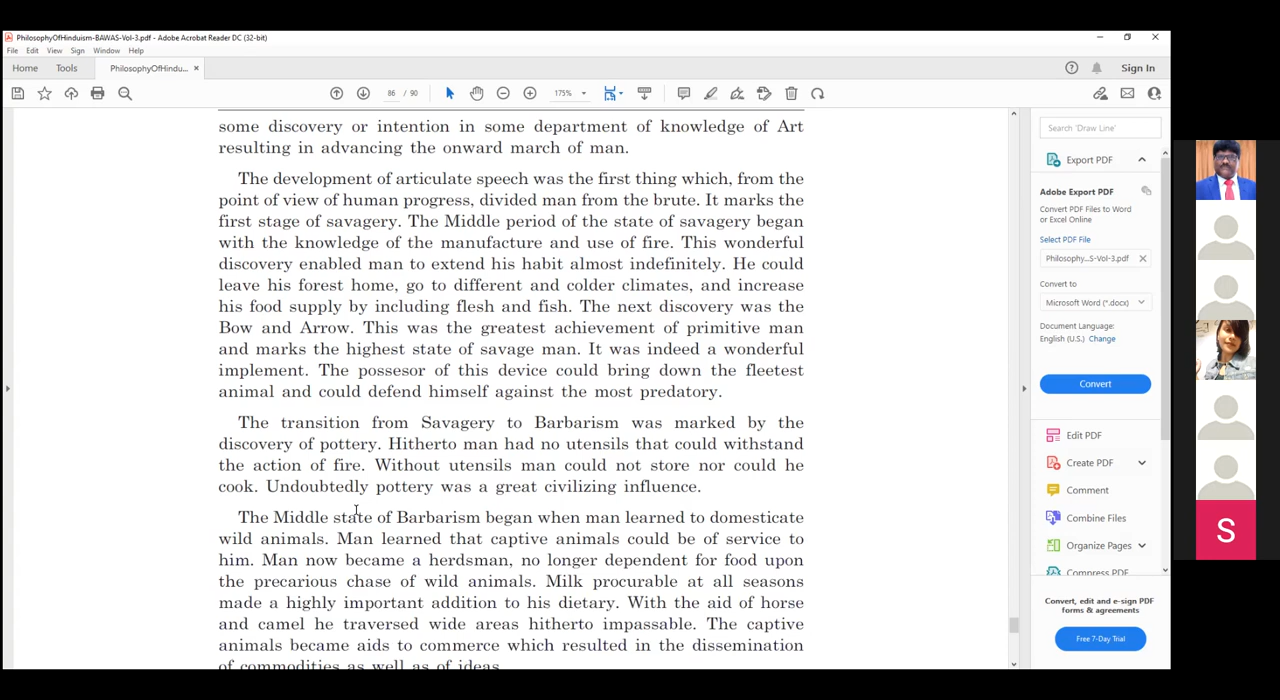 PhilosophyOfHinduism-BAWAS-Vol-3.pdf - Adobe Acrobat Reader DC (32-bit)
File Edit View Sign Window Help
Home Tools PhilosophyOfHindu... × Sign In
86 / 90 175%
some discovery or intention in some department of knowledge of Art
resulting in advancing the onward march of man.
The development of articulate speech was the first thing which, from the
point of view of human progress, divided man from the brute. It marks the
first stage of savagery. The Middle period of the state of savagery began
with the knowledge of the manufacture and use of fire. This wonderful
discovery enabled man to extend his habit almost indefinitely. He could
leave his forest home, go to different and colder climates, and increase
his food supply by including flesh and fish. The next discovery was the
Bow and Arrow. This was the greatest achievement of primitive man
and marks the highest state of savage man. It was indeed a wonderful
implement. The possesor of this device could bring down the fleetest
animal and could defend himself against the most predatory.
The transition from Savagery to Barbarism was marked by the
discovery of pottery. Hitherto man had no utensils that could withstand
the action of fire. Without utensils man could not store nor could he
cook. Undoubtedly pottery was a great civilizing influence.
The Middle state of Barbarism began when man learned to domesticate
wild animals. Man learned that captive animals could be of service to
him. Man now became a herdsman, no longer dependent for food upon
the precarious chase of wild animals. Milk procurable at all seasons
made a highly important addition to his dietary. With the aid of horse
and camel he traversed wide areas hitherto impassable. The captive
animals became aids to commerce which resulted in the dissemination
of commodities as well as of ideas
Search 'Draw Line'
Export PDF
Adobe Export PDF
Convert PDF Files to Word
or Excel Online
Select PDF File
Philosophy...S-Vol-3.pdf
Convert to
Microsoft Word (*.docx)
Document Language:
English (U.S.) Change
Convert
Edit PDF
Create PDF
Comment
Combine Files
Organize Pages
Compress PDF
Convert, edit and e-sign PDF
forms & agreements
Free 7-Day Trial
S